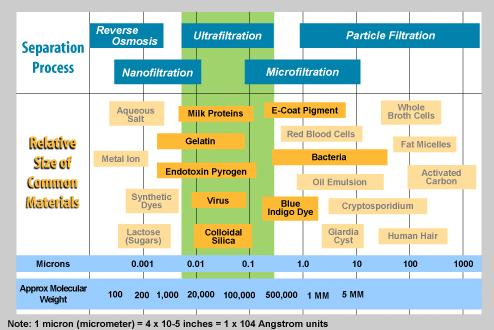 Reverse
Osmosis
Ultrafiltration
Particle Filtration
Separation
Process
Nanofiltration
Microfiltration
Relative
Size of
Common
Materials
Aqueous
Salt
Milk Proteins
E-Coat Pigment
Whole
Broth Cells
Gelatin
Red Blood Cells
Fat Micelles
Metal Ion
Bacteria
Endotoxin Pyrogen
Oil Emulsion
Activated
Carbon
Synthetic
Dyes
Virus
Blue
Indigo Dye
Cryptosporidium
Lactose
(Sugars)
Colloidal
Silica
Giardia
Cyst
Human Hair
Microns 0.001 0.01 0.1 1.0 10 100 1000
Approx Molecular
Weight
100 200 1,000 20,000 100,000 500,000 1 MM 5 MM
Note: 1 micron (micrometer) = 4 x 10-5 inches = 1 x 104 Angstrom units